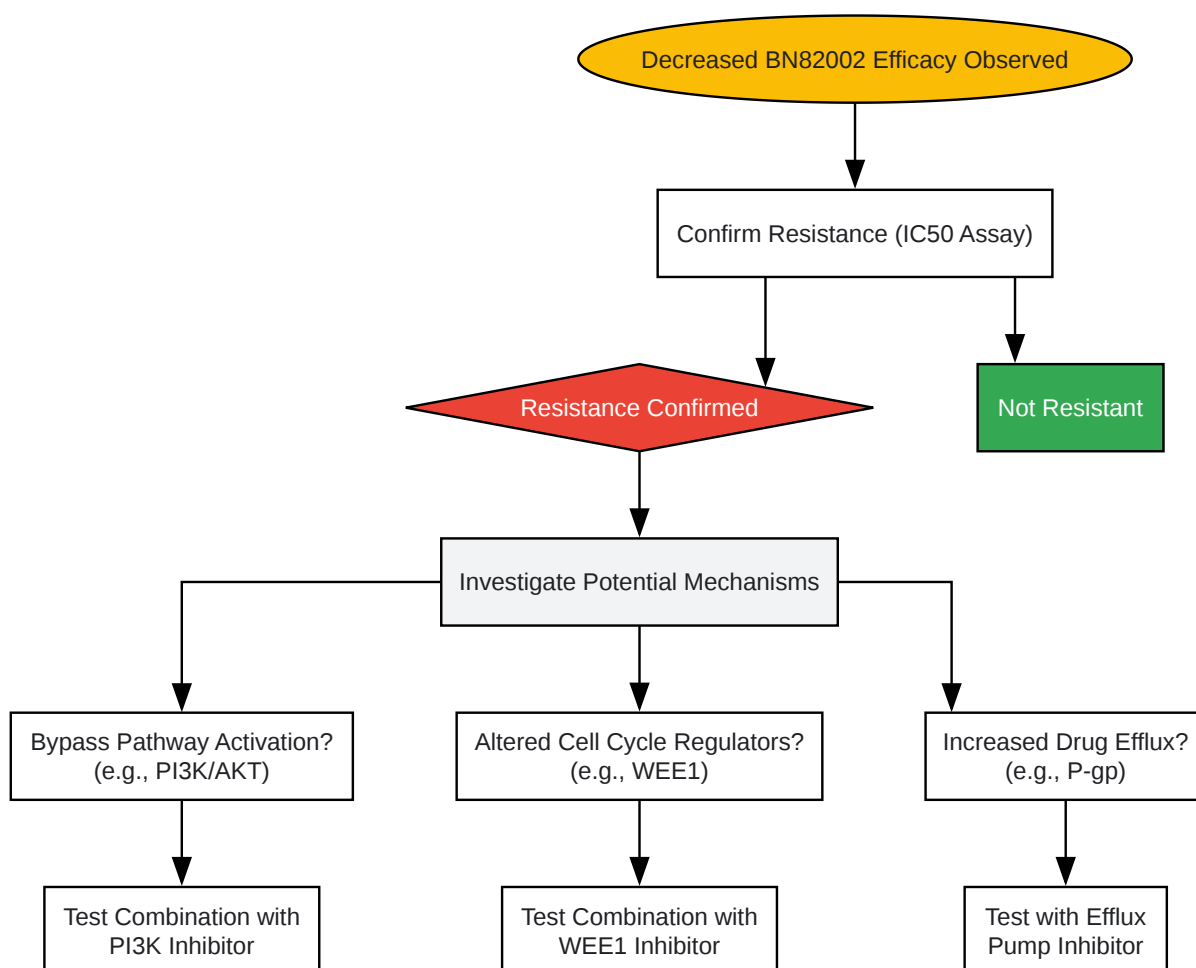 Decreased BN82002 Efficacy Observed
Confirm Resistance (IC50 Assay)
Resistance Confirmed
Not Resistant
Investigate Potential Mechanisms
Bypass Pathway Activation?
(e.g., PI3K/AKT)
Altered Cell Cycle Regulators?
(e.g., WEE1)
Increased Drug Efflux?
(e.g., P-gp)
Test Combination with
PI3K Inhibitor
Test Combination with
WEE1 Inhibitor
Test with Efflux
Pump Inhibitor